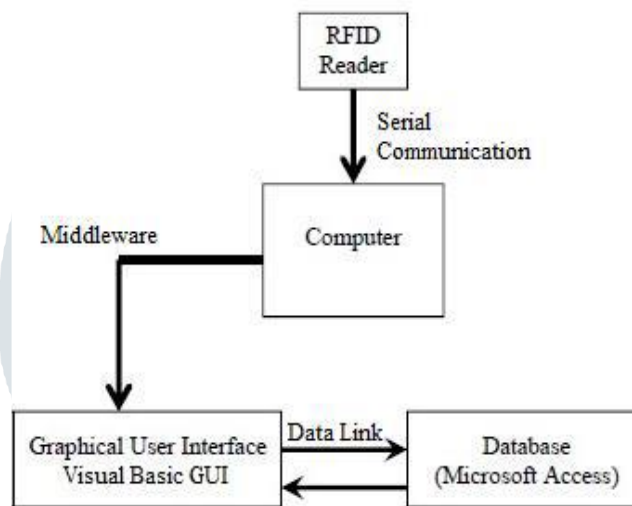 RFID
Reader
Serial
Communication
Computer
Middleware
Graphical User Interface
Visual Basic GUI
Data Link
Database
(Microsoft Access)